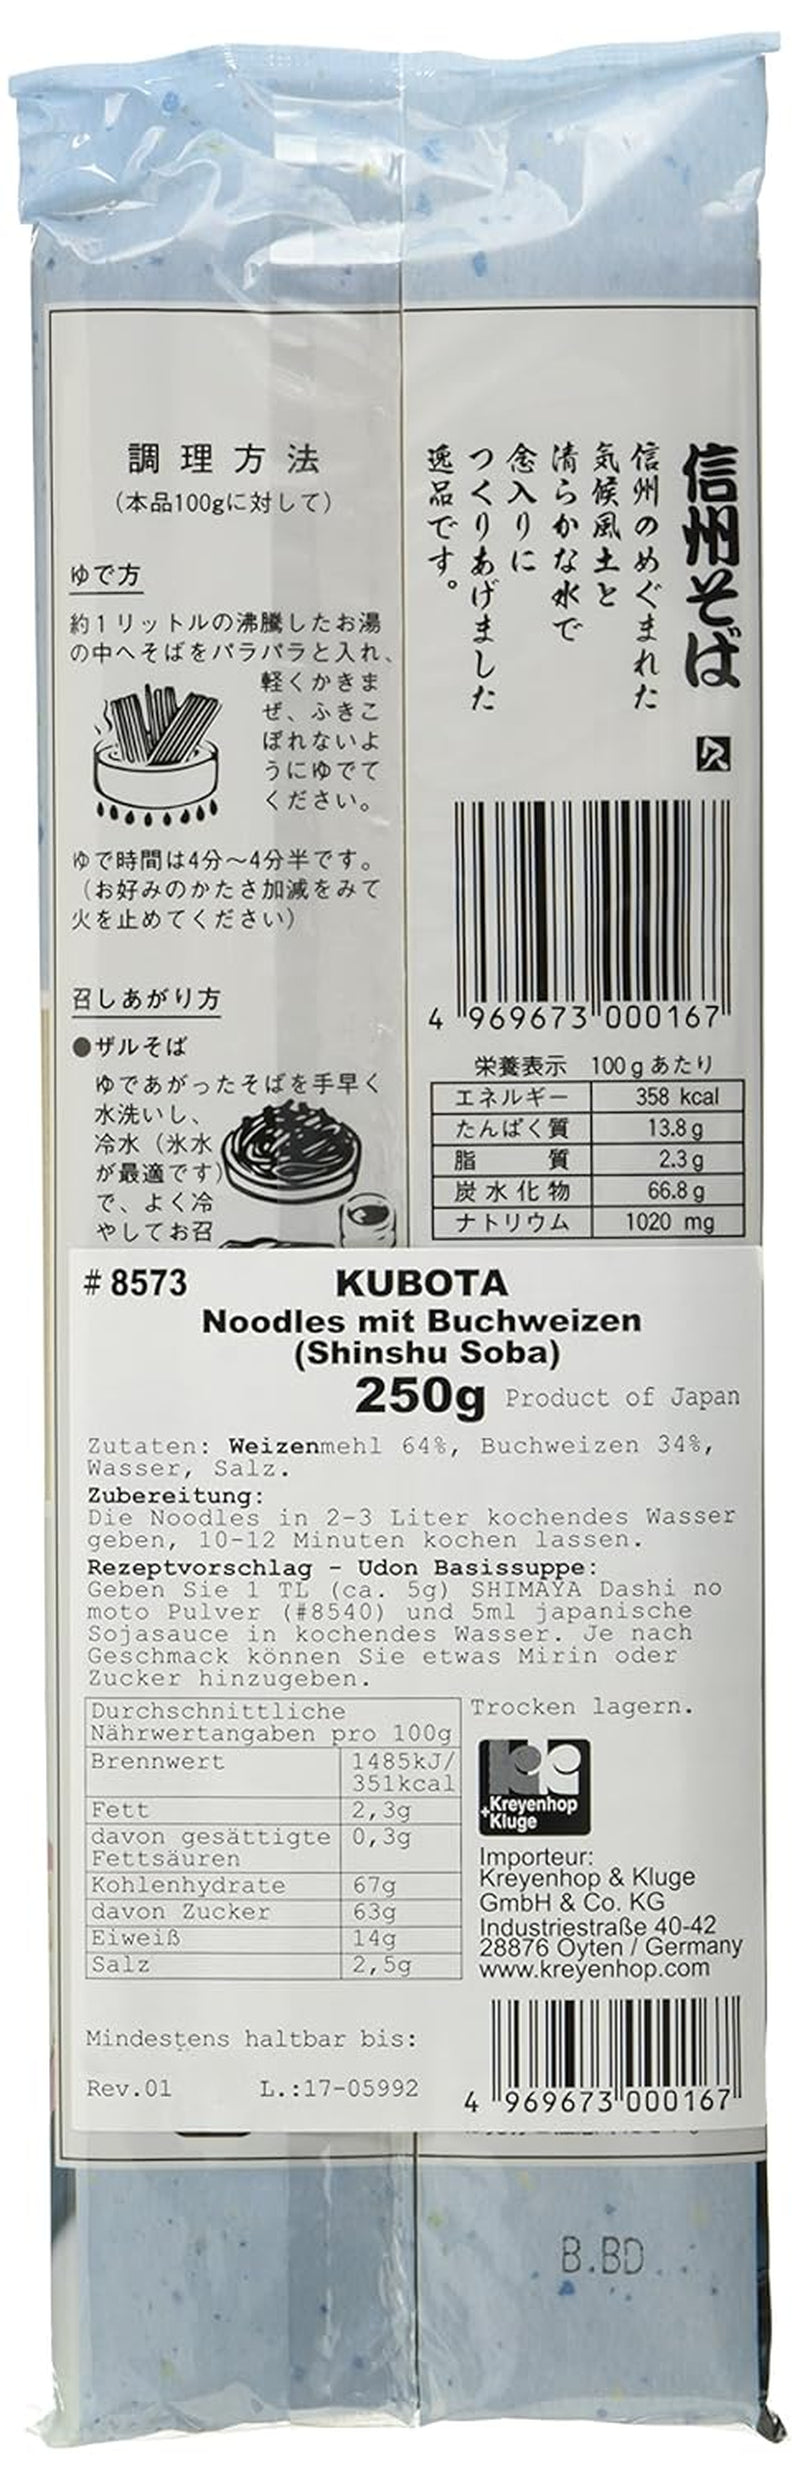 調理方法
(本品100gに対して)
ゆで方
約1リットルの沸騰したお湯
の中へそばをパラパラと入れ、
軽くかきま
ぜ、ふきこ
ぼれないよ
うにゆでて
ください。
ゆで時間は4分～4分半です。
(お好みのかたさ加減をみて
火を止めてください)
召しあがり方
●ザルそば
ゆであがったそばを手早く
水洗いし、
冷水(氷水
が最適です)
で、よく冷
やしてお召
信州そば
久
信州のめぐまれた
気候風土と
清らかな水で
念入りに
つくりあげました
逸品です。
4 969673 000167
栄養表示 100gあたり
エネルギー 358 kcal
たんぱく質 13.8g
脂質 2.3g
炭水化物 66.8g
ナトリウム 1020 mg
# 8573 KUBOTA
Noodles mit Buchweizen
(Shinshu Soba)
250g Product of Japan
Zutaten: Weizenmehl 64%, Buchweizen 34%,
Wasser, Salz.
Zubereitung:
Die Noodles in 2-3 Liter kochendes Wasser
geben, 10-12 Minuten kochen lassen.
Rezeptvorschlag - Udon Basissuppe:
Geben Sie 1 TL (ca. 5g) SHIMAYA Dashi no
moto Pulver (#8540) und 5ml japanische
Sojasauce in kochendes Wasser. Je nach
Geschmack können Sie etwas Mirin oder
Zucker hinzugeben.
Durchschnittliche
Nährwertangaben pro 100g
Brennwert 1485kJ/
351kcal
Fett 2,3g
davon gesättigte 0,3g
Fettsäuren
Kohlenhydrate 67g
davon Zucker 63g
Eiweiß 14g
Salz 2,5g
Trocken lagern.
Kreyenhop
+Kluge
Importeur:
Kreyenhop & Kluge
GmbH & Co. KG
Industriestraße 40-42
28876 Oyten / Germany
www.kreyenhop.com
Mindestens haltbar bis:
Rev.01 L.:17-05992
4 969673 000167
B.BD